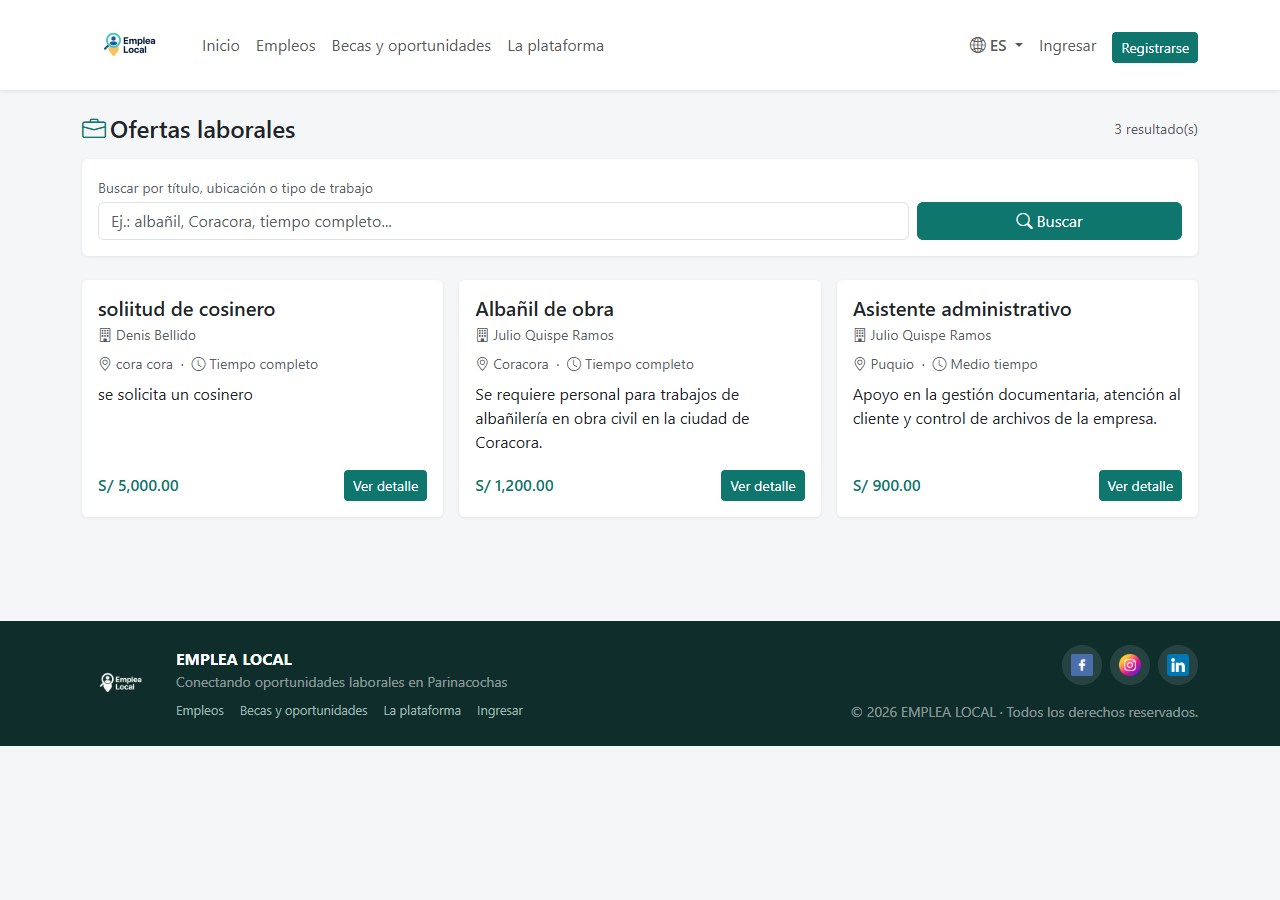 Emplea
Local
Inicio
Empleos
Becas y oportunidades
La plataforma
ES
Ingresar
Registrarse
Ofertas laborales
3 resultado(s)
Buscar por título, ubicación o tipo de trabajo
Ej.: albañil, Coracora, tiempo completo...
Buscar
soliitud de cosinero
Denis Bellido
cora cora · Tiempo completo
se solicita un cosinero
S/ 5,000.00
Ver detalle
Albañil de obra
Julio Quispe Ramos
Coracora · Tiempo completo
Se requiere personal para trabajos de
albañilería en obra civil en la ciudad de
Coracora.
S/ 1,200.00
Ver detalle
Asistente administrativo
Julio Quispe Ramos
Puquio · Medio tiempo
Apoyo en la gestión documentaria, atención al
cliente y control de archivos de la empresa.
S/ 900.00
Ver detalle
Emplea
Local
EMPLEA LOCAL
Conectando oportunidades laborales en Parinacochas
Empleos
Becas y oportunidades
La plataforma
Ingresar
© 2026 EMPLEA LOCAL · Todos los derechos reservados.